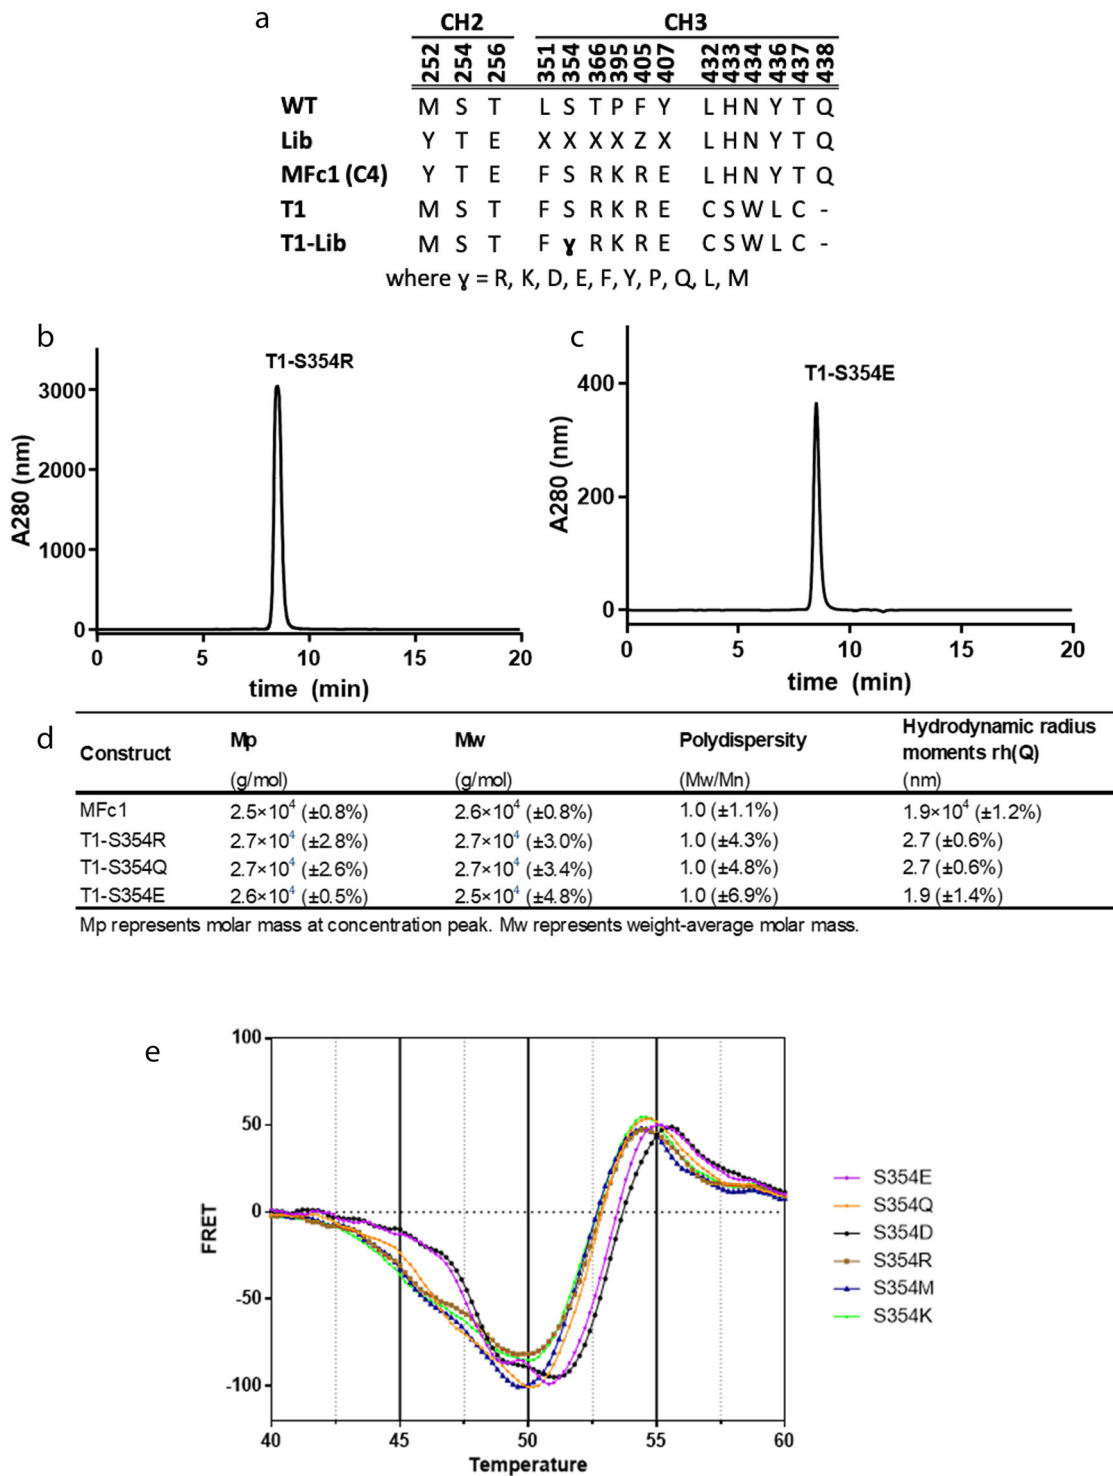 a
CH2 CH3
252 254 256 351 354 366 395 405 407 432 433 434 436 437 438
WT M S T L S T P F Y L H N Y T Q
Lib Y T E X X X X Z X L H N Y T Q
MFc1 (C4) Y T E F S R K R E L H N Y T Q
T1 M S T F S R K R E C S W L C -
T1-Lib M S T F ɣ R K R E C S W L C -
where ɣ = R, K, D, E, F, Y, P, Q, L, M
b
T1-S354R
A280 (nm)
3000
2000
1000
0
0 5 10 15 20
time (min)
c
T1-S354E
A280 (nm)
400
200
0
0 5 10 15 20
time (min)
d
Construct Mp Mw Polydispersity Hydrodynamic radius moments rh(Q)
(g/mol) (g/mol) (Mw/Mn) (nm)
MFc1 2.5×10⁴ (±0.8%) 2.6×10⁴ (±0.8%) 1.0 (±1.1%) 1.9×10⁴ (±1.2%)
T1-S354R 2.7×10⁴ (±2.8%) 2.7×10⁴ (±3.0%) 1.0 (±4.3%) 2.7 (±0.6%)
T1-S354Q 2.7×10⁴ (±2.6%) 2.7×10⁴ (±3.4%) 1.0 (±4.8%) 2.7 (±0.6%)
T1-S354E 2.6×10⁴ (±0.5%) 2.5×10⁴ (±4.8%) 1.0 (±6.9%) 1.9 (±1.4%)
Mp represents molar mass at concentration peak. Mw represents weight-average molar mass.
e
FRET
100
50
0
-50
-100
40 45 50 55 60
Temperature
S354E
S354Q
S354D
S354R
S354M
S354K